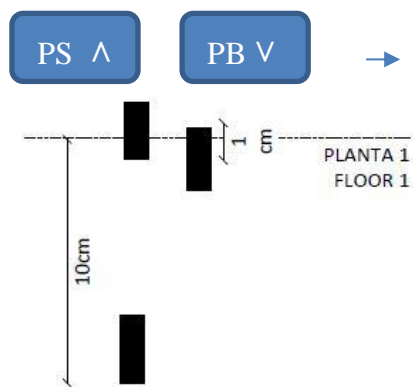 PS ∧
PB ∨
1
cm
PLANTA 1
FLOOR 1
10cm